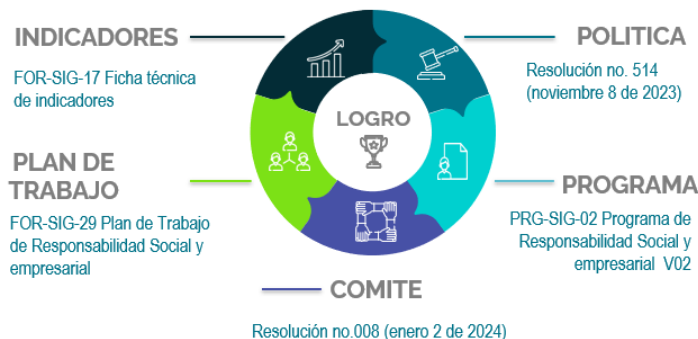 INDICADORES
FOR-SIG-17 Ficha técnica
de indicadores
POLITICA
Resolución no. 514
(noviembre 8 de 2023)
LOGRO
PLAN DE
TRABAJO
FOR-SIG-29 Plan de Trabajo
de Responsabilidad Social y
empresarial
PROGRAMA
PRG-SIG-02 Programa de
Responsabilidad Social y
empresarial V02
COMITE
Resolución no.008 (enero 2 de 2024)